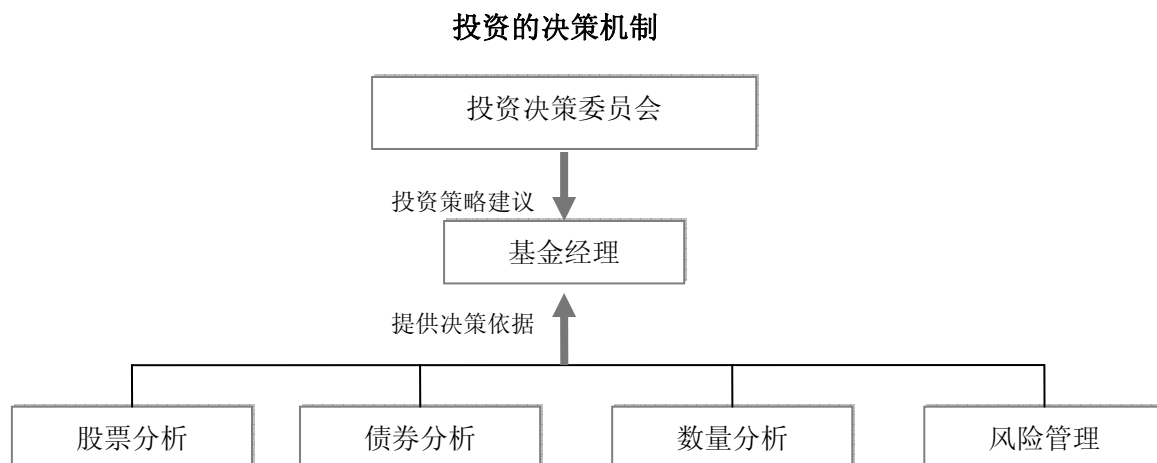 投资的决策机制
投资决策委员会
投资策略建议
基金经理
提供决策依据
股票分析
债券分析
数量分析
风险管理